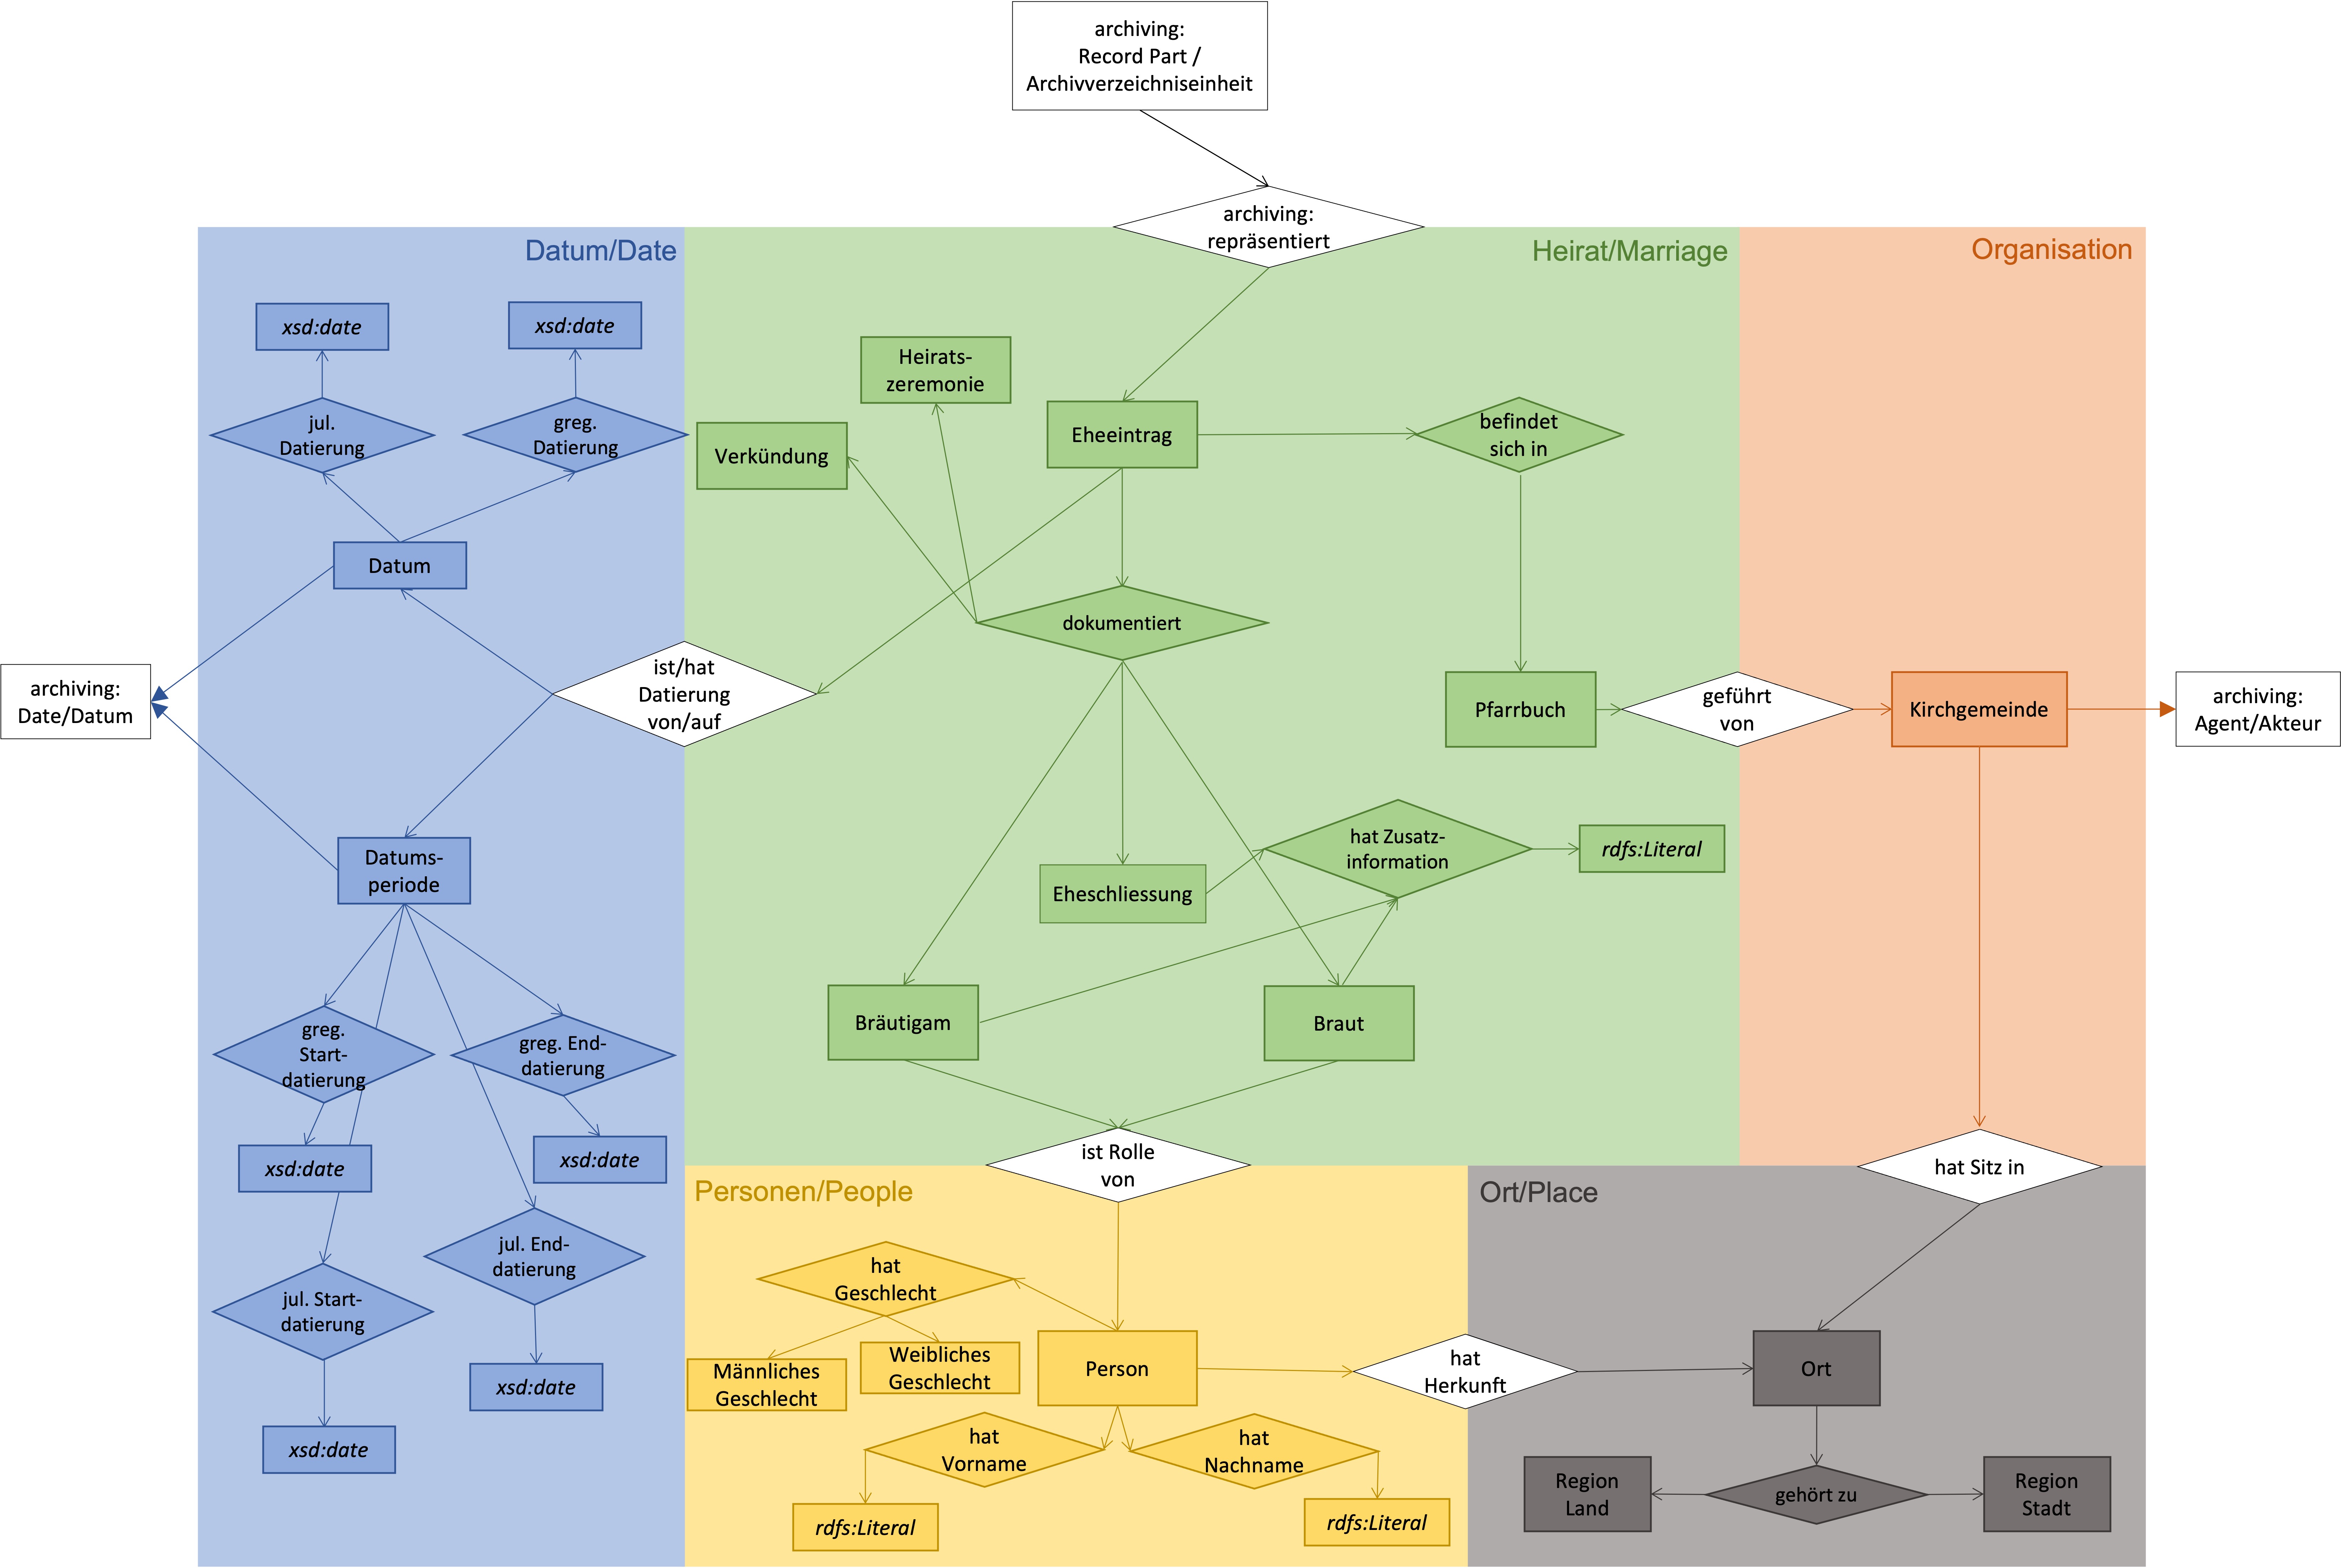 archiving:
Record Part /
Archivverzeichniseinheit
archiving:
repräsentiert
Datum/Date
Heirat/Marriage
Organisation
xsd:date
xsd:date
Heirats-
zeremonie
jul.
Datierung
greg.
Datierung
Verkündung
Eheeintrag
befindet
sich in
Datum
dokumentiert
archiving:
Date/Datum
ist/hat
Datierung
von/auf
Pfarrbuch
geführt
von
Kirchgemeinde
archiving:
Agent/Akteur
Datums-
periode
Eheschliessung
hat Zusatz-
information
rdfs:Literal
greg.
Start-
datierung
greg. End-
datierung
Bräutigam
Braut
xsd:date
xsd:date
ist Rolle
von
hat Sitz in
Personen/People
Ort/Place
jul. End-
datierung
jul. Start-
datierung
hat
Geschlecht
Männliches
Geschlecht
Weibliches
Geschlecht
Person
hat
Herkunft
Ort
xsd:date
xsd:date
hat
Vorname
hat
Nachname
rdfs:Literal
rdfs:Literal
Region
Land
gehört zu
Region
Stadt